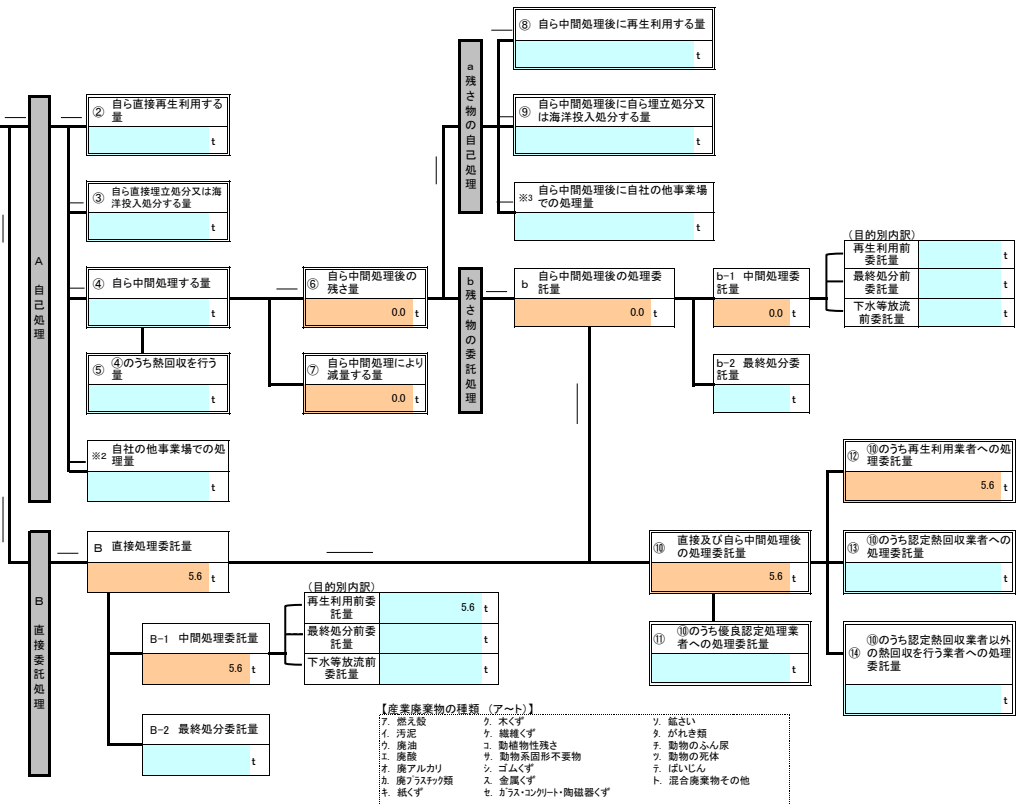 ⑧ 自ら中間処理後に再生利用する量
t
a 残さ物の自己処理
② 自ら直接再生利用する
量
t
⑨ 自ら中間処理後に自ら埋立処分又
は海洋投入処分する量
t
③ 自ら直接埋立処分又は海
洋投入処分する量
t
※3 自ら中間処理後に自社の他事業場
での処理量
t
A 自己処理
④ 自ら中間処理する量
t
⑥ 自ら中間処理後の
残さ量
0.0 t
b 残さ物の委託処理
b 自ら中間処理後の処理委
託量
0.0 t
b-1 中間処理委
託量
0.0 t
(目的別内訳)
再生利用前
委託量
t
最終処分前
委託量
t
下水等放流
前委託量
t
⑤ ④のうち熱回収を行う
量
t
⑦ 自ら中間処理により
減量する量
0.0 t
b-2 最終処分委
託量
t
※2 自社の他事業場での処
理量
t
⑫ ⑩のうち再生利用業者への処
理委託量
5.6 t
B 直接委託処理
B 直接処理委託量
5.6 t
⑩ 直接及び自ら中間処理後
の処理委託量
5.6 t
⑬ ⑩のうち認定熱回収業者への
処理委託量
t
(目的別内訳)
再生利用前委
託量
5.6 t
最終処分前委
託量
t
下水等放流前
委託量
t
B-1 中間処理委託量
5.6 t
⑪ ⑩のうち優良認定処理業
者への処理委託量
t
⑭ ⑩のうち認定熱回収業者以外
の熱回収を行う業者への処理
委託量
t
B-2 最終処分委託量
t
【産業廃棄物の種類 (ア～ト)】
ア. 燃え殻 ク. 木くず ソ. 鉱さい
イ. 汚泥 ケ. 繊維くず タ. がれき類
ウ. 廃油 コ. 動植物性残さ チ. 動物のふん尿
エ. 廃酸 サ. 動物系固形不要物 ツ. 動物の死体
オ. 廃アルカリ シ. ゴムくず テ. ばいじん
カ. 廃プラスチック類 ス. 金属くず ト. 混合廃棄物その他
キ. 紙くず セ. ガラス・コンクリート・陶磁器くず